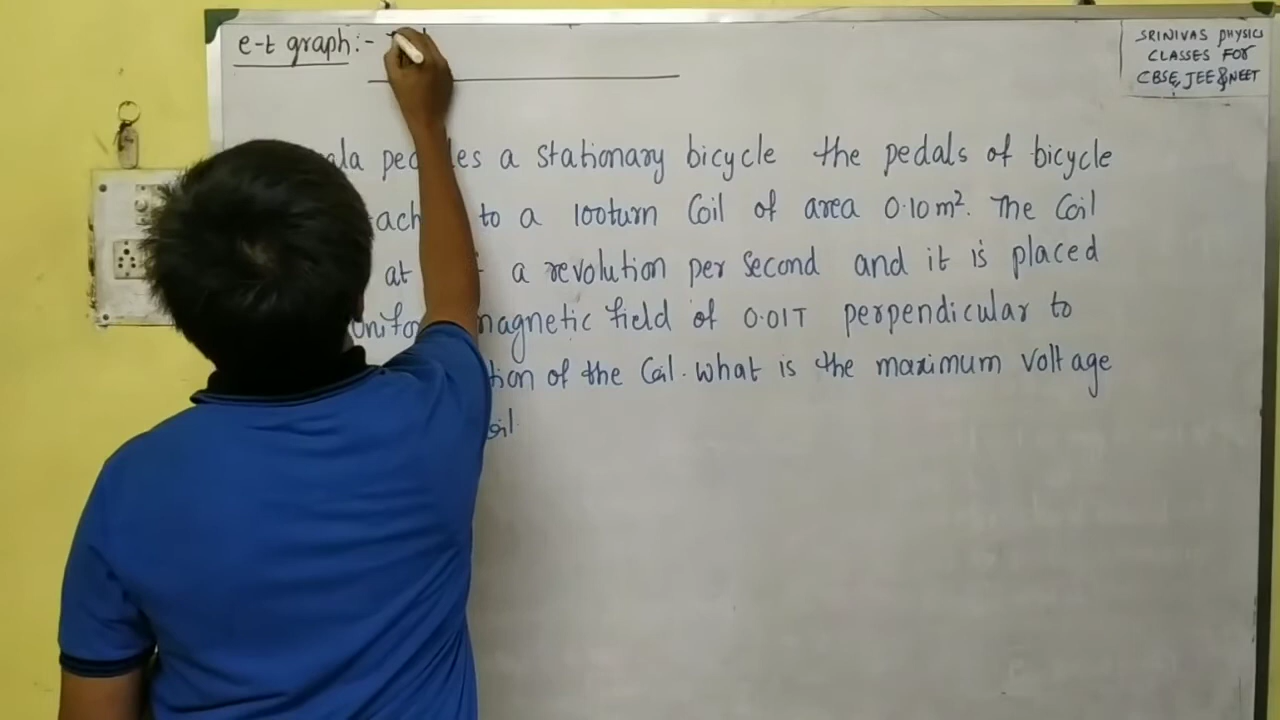 e-t graph:-
SRINIVAS PHYSICS
CLASSES FOR
CBSE, JEE & NEET
a stationary bicycle the pedals of bicycle
to a 100turn Coil of area 0.10m². The Coil
at a revolution per second and it is placed
magnetic field of 0.01T perpendicular to
of the Coil. what is the maximum voltage